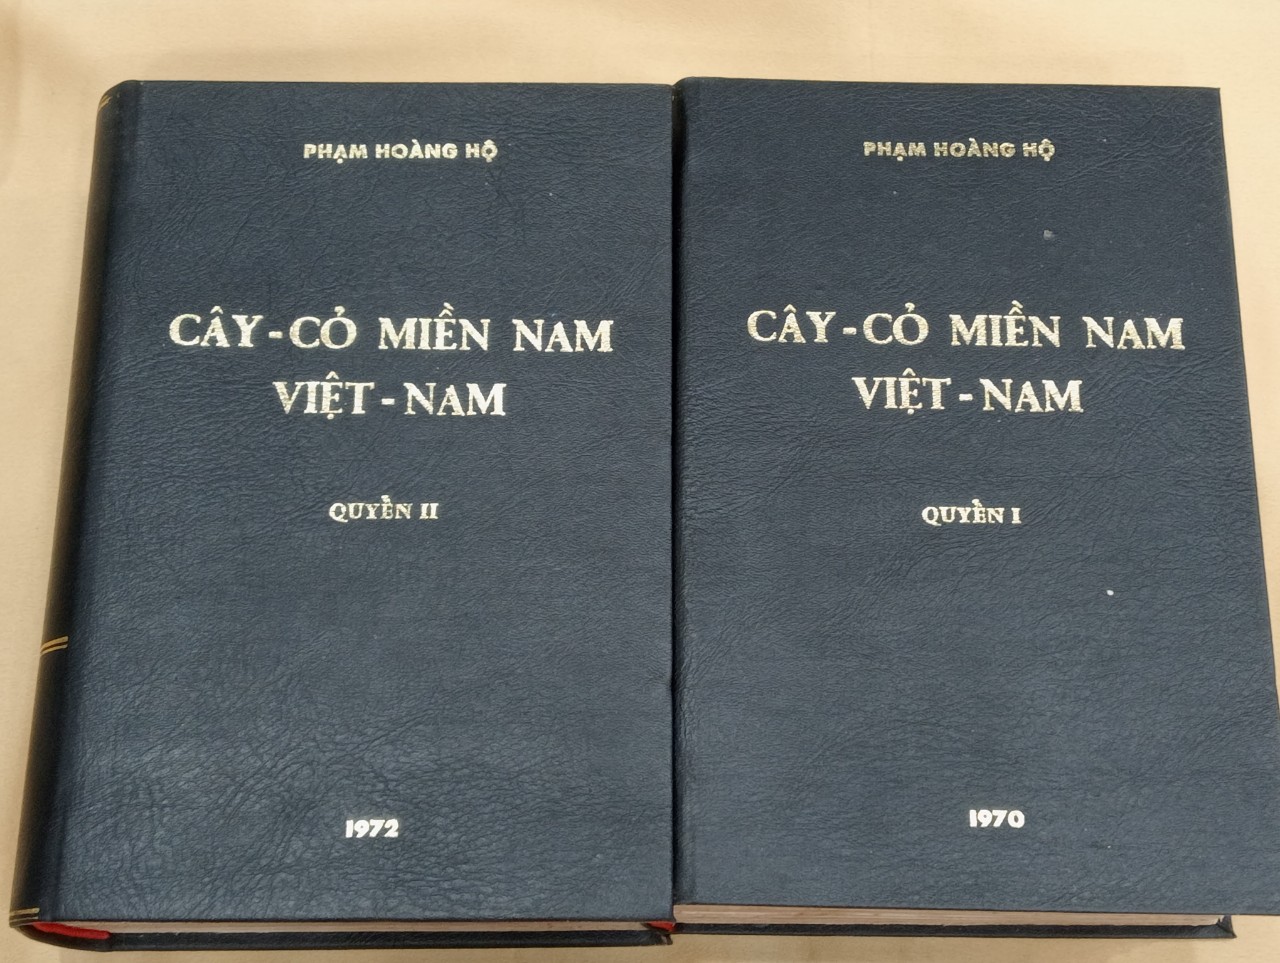 PHẠM HOÀNG HỘ
CÂY-CỎ MIỀN NAM
VIỆT-NAM
QUYỂN II
1972
PHẠM HOÀNG HỘ
CÂY-CỎ MIỀN NAM
VIỆT-NAM
QUYỂN I
1970